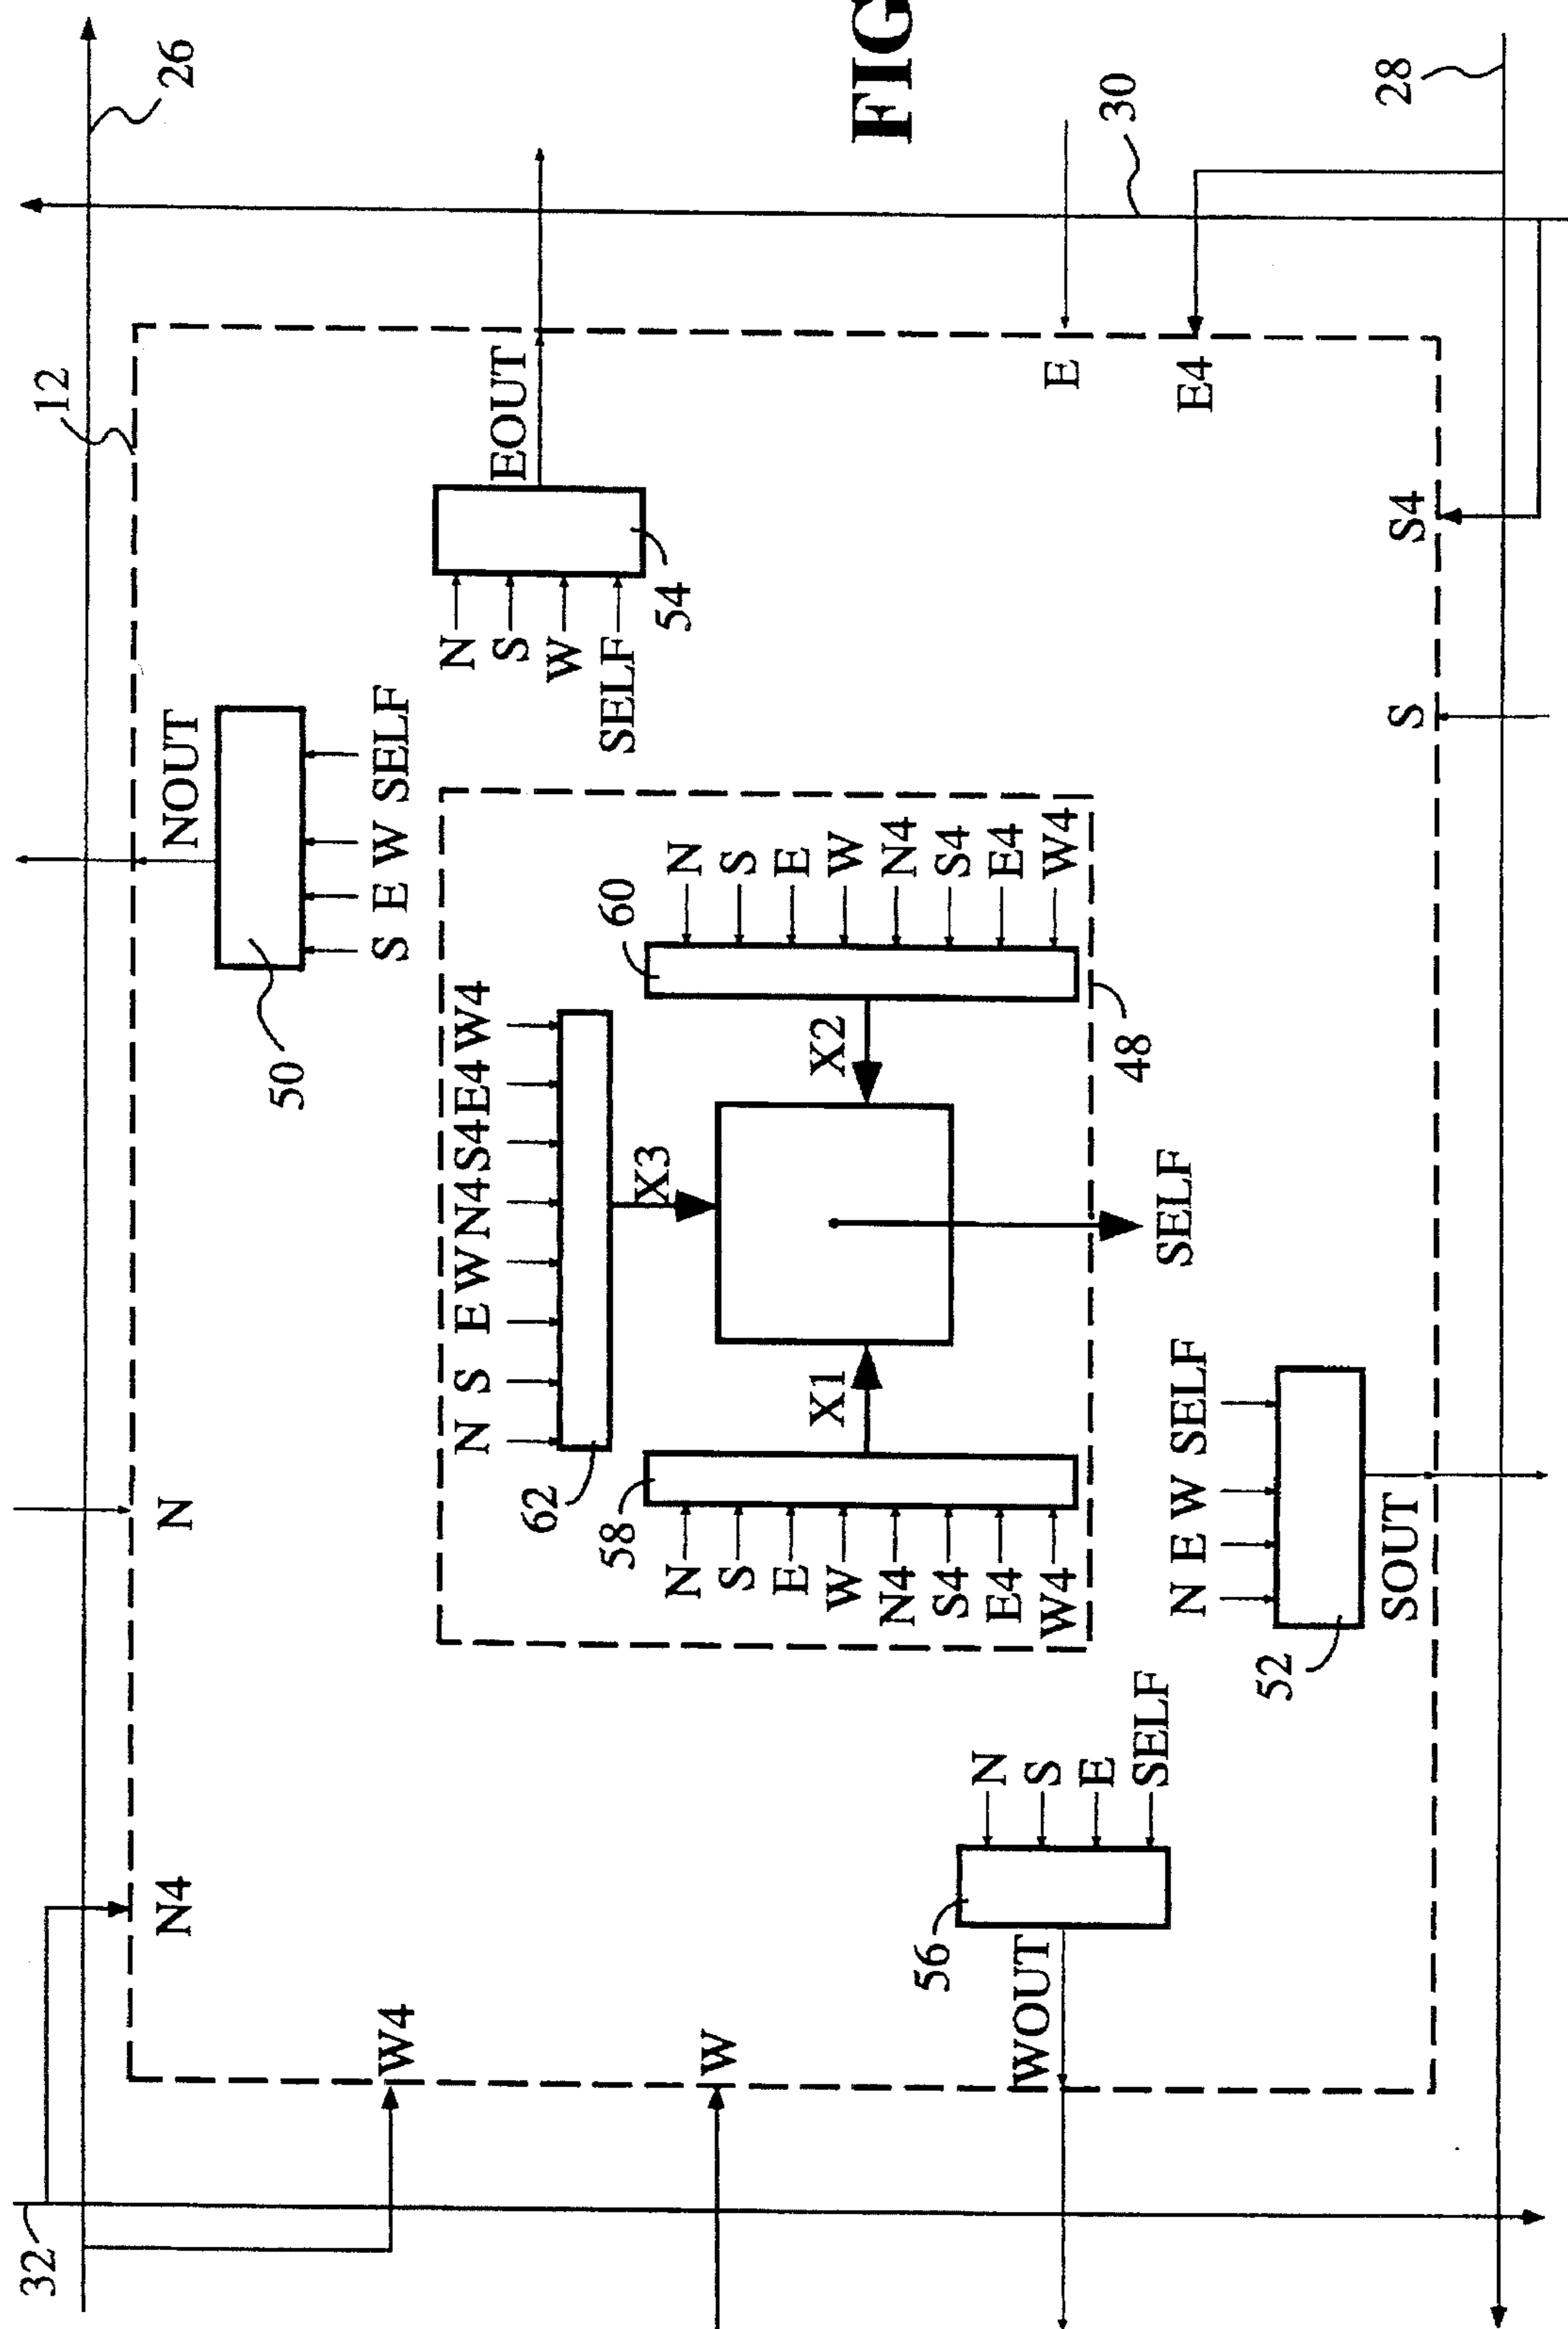 FIG
26
12
32
28
30
N4
N
NOUT
50
S E W SELF
W4
W
WOUT
56
N
S
E
SELF
EOUT
54
N
S
W
SELF
E
E4
N S E W N4 S4 E4 W4
62
X3
58
N
S
E
W
N4
S4
E4
W4
X1
60
N
S
E
W
N4
S4
E4
W4
X2
48
SELF
N E W SELF
52
SOUT
S
S4